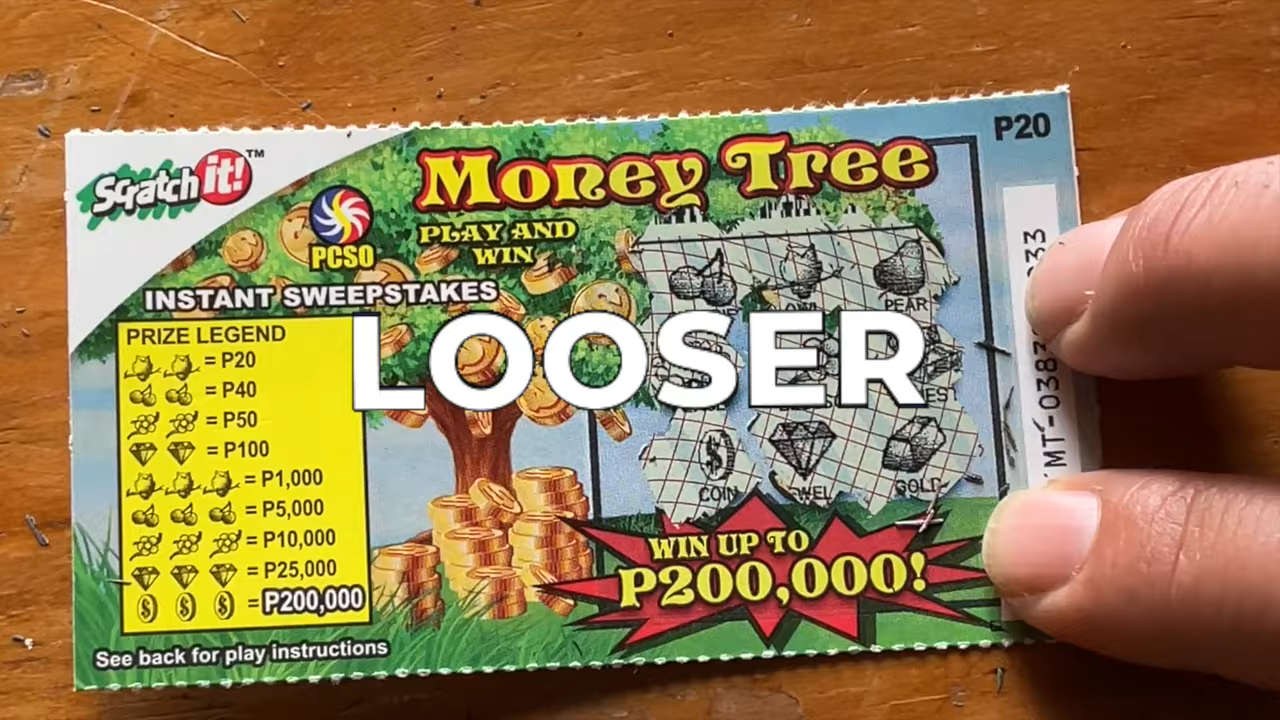 Scratch it!™
PCSO
Money Tree
P20
PLAY AND
WIN
INSTANT SWEEPSTAKES
PRIZE LEGEND
= P20
= P40
= P50
= P100
= P1,000
= P5,000
= P10,000
= P25,000
= P200,000
PEAR
LOOSER
COIN
GOLD
WIN UP TO
P200,000!
See back for play instructions